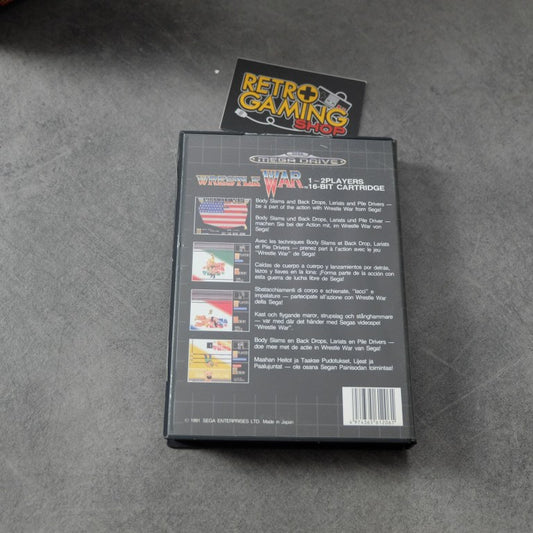 RETRO
GAMING
SHOP
SEGA
MEGA DRIVE
WRESTLE WAR
1~2PLAYERS
16-BIT CARTRIDGE
Body Slams and Back Drops, Lariats and Pile Drivers —
be a part of the action with Wrestle War from Sega!
Body Slams und Back Drops, Lariats und Pile Driver —
machen Sie bei der Action mit, im Wrestle War von
Sega!
Avec les techniques Body Slams et Back Drop, Lariats
et Pile Drivers — prenez part à l'action avec le jeu
"Wrestle War" de Sega!
Caídas de cuerpo a cuerpo y lanzamientos por detrás,
lazos y llaves en la lona. ¡Forma parte de la acción con
esta guerra de lucha libre de Sega!
Sbatacchiamenti di corpo e schienate, "lacci" e
impalature — partecipate all'azione con Wrestle War
della Sega!
Kast och flygande maror, strupslag och stånghammare
— var med där det händer med Segas videospel
"Wrestle War".
Body Slams en Back Drops, Lariats en Pile Drivers —
doe mee met de actie in Wrestle War van Sega!
Maahan Heitot ja Taakse Pudotukset, Lijeat ja
Paalujunta! — ole osana Segan Painisodan toimintaa!
© 1991 SEGA ENTERPRISES LTD. Made in Japan
4 974365 612061